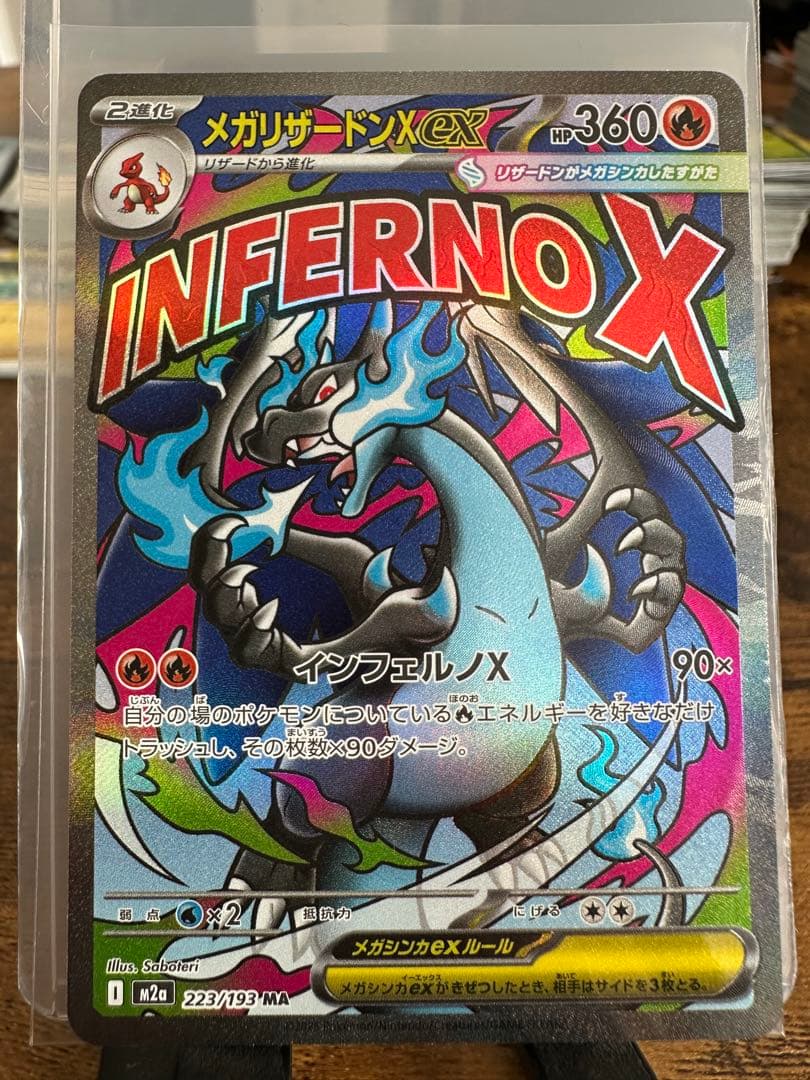 2進化
メガリザードンXex
HP360
リザードから進化
リザードンがメガシンカしたすがた
INFERNO X
インフェルノX 90×
自分の場のポケモンについているエネルギーを好きなだけ
トラッシュし、その枚数×90ダメージ。
弱点 ×2 抵抗力 にげる
メガシンカexルール
メガシンカexがきぜつしたとき、相手はサイドを3枚とる。
Illus. Saboteri
I M2a 223/193 MA
©2025 Pokémon/Nintendo/Creatures/GAME FREAK